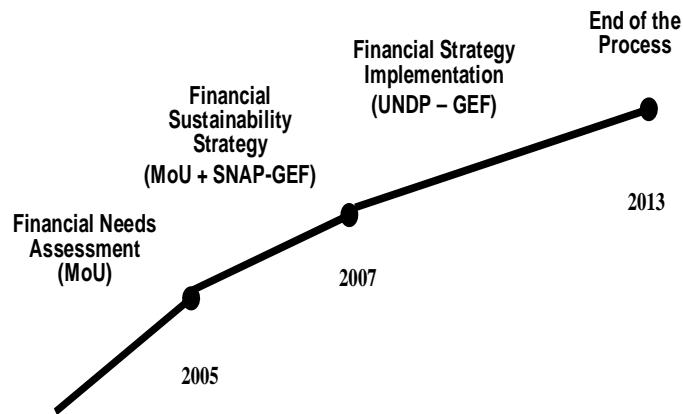 Financial Needs
Assessment
(MoU)
2005
Financial
Sustainability
Strategy
(MoU + SNAP-GEF)
2007
Financial Strategy
Implementation
(UNDP – GEF)
End of the
Process
2013